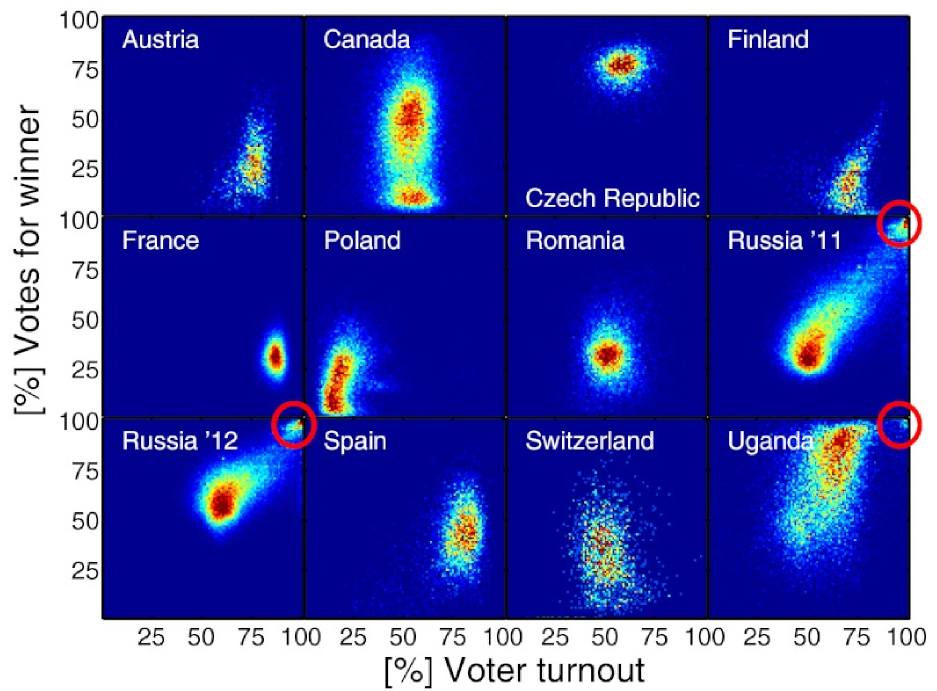 [%] Votes for winner
100
75
50
25
Austria
Canada
Czech Republic
Finland
100
75
50
25
France
Poland
Romania
Russia '11
100
75
50
25
Russia '12
Spain
Switzerland
Uganda
25 50 75 100 25 50 75 100 25 50 75 100 25 50 75 100
[%] Voter turnout